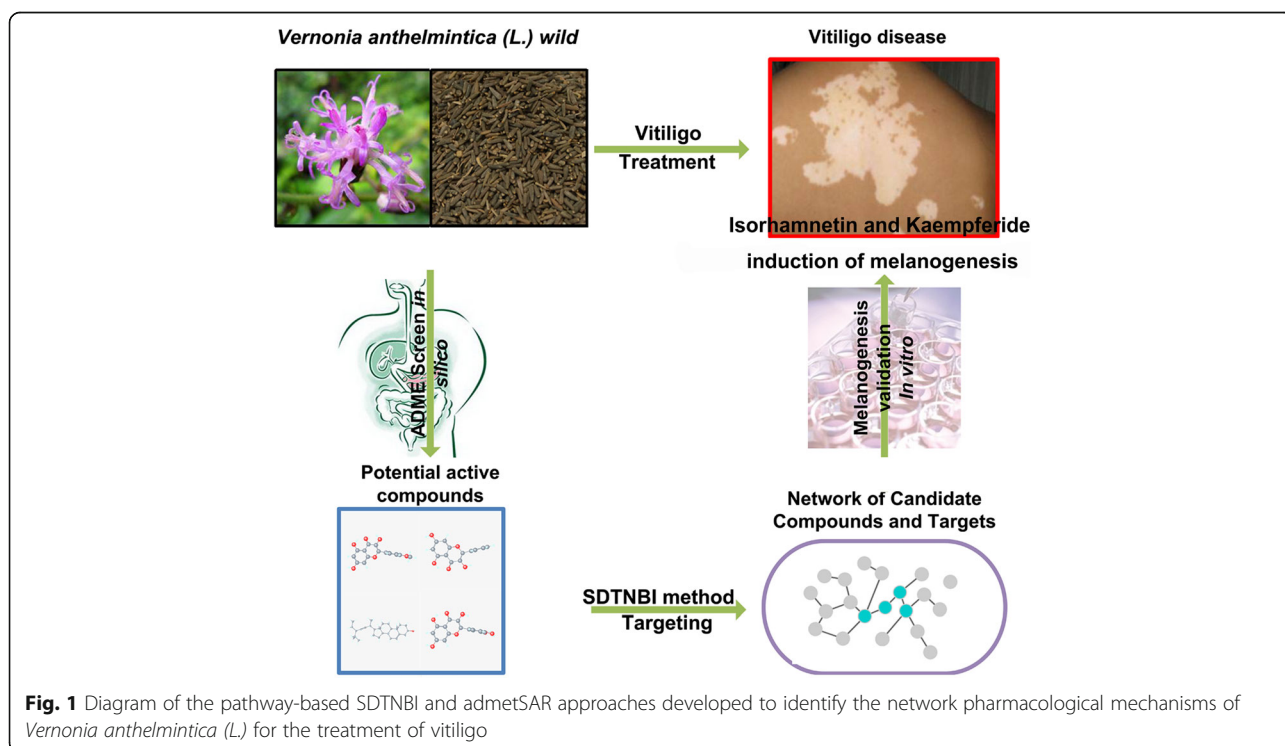 Vernonia anthelmintica (L.) wild
Vitiligo disease
Vitiligo
Treatment
Isorhamnetin and Kaempferide
induction of melanogenesis
ADME Screen in
silico
Melanogenesis
validation
In vitro
Potential active
compounds
Network of Candidate
Compounds and Targets
SDTNBI method
Targeting
Fig. 1 Diagram of the pathway-based SDTNBI and admetSAR approaches developed to identify the network pharmacological mechanisms of
Vernonia anthelmintica (L.) for the treatment of vitiligo